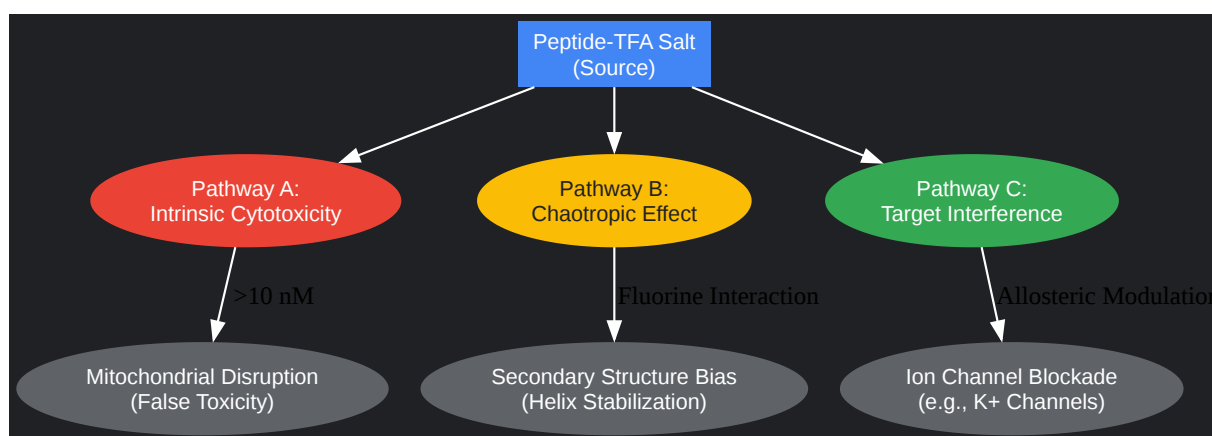 Peptide-TFA Salt
(Source)
Pathway A:
Intrinsic Cytotoxicity
Pathway B:
Chaotropic Effect
Pathway C:
Target Interference
>10 nM
Fluorine Interaction
Allosteric Modulation
Mitochondrial Disruption
(False Toxicity)
Secondary Structure Bias
(Helix Stabilization)
Ion Channel Blockade
(e.g., K+ Channels)